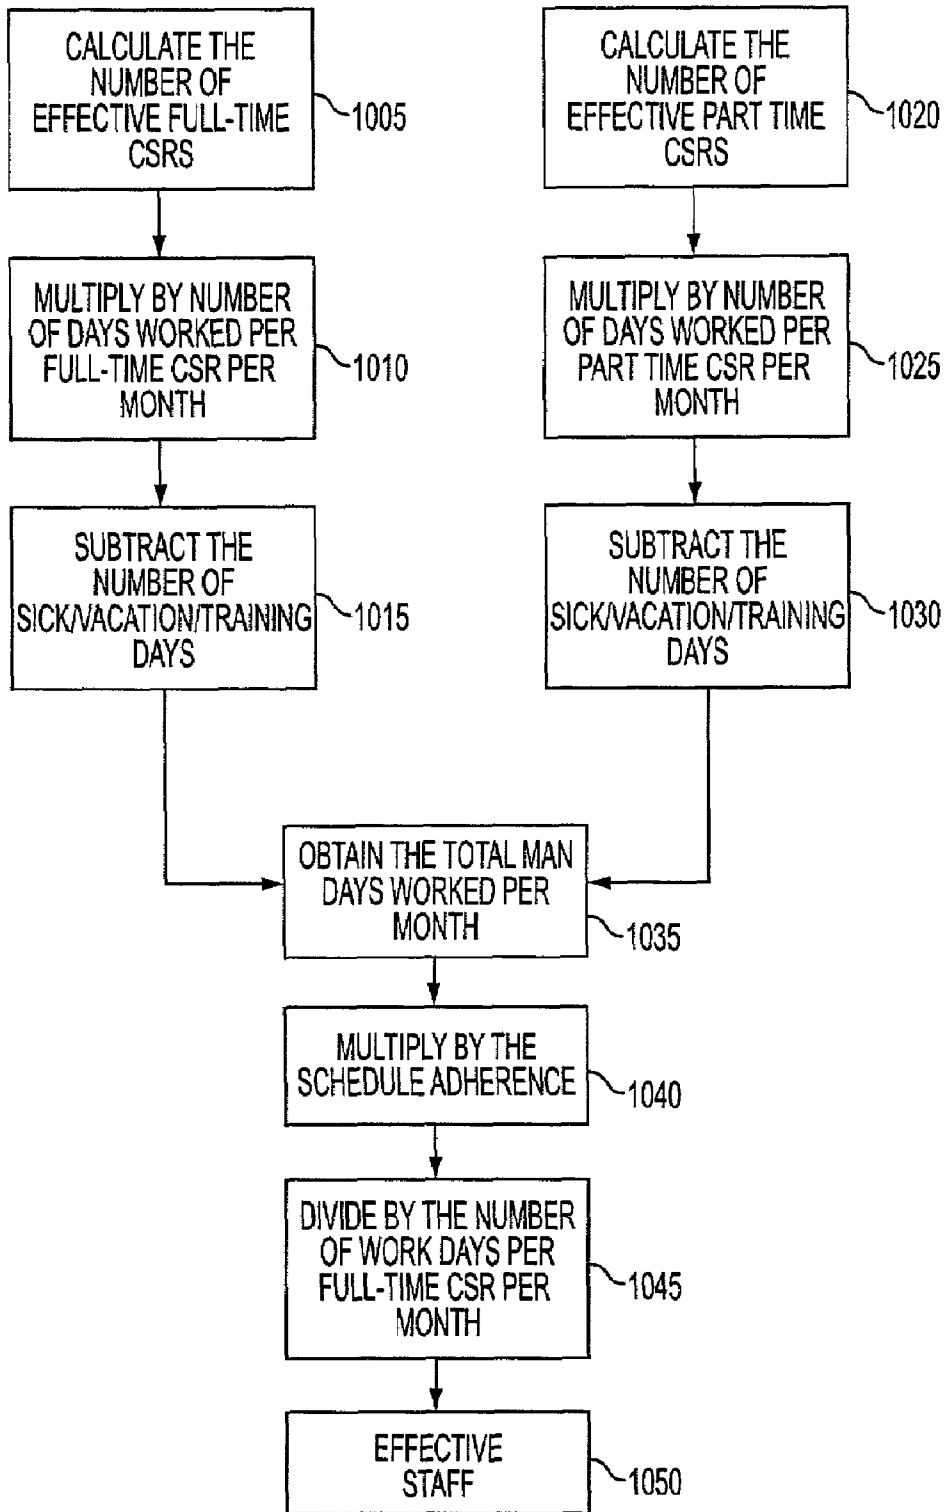 CALCULATE THE
NUMBER OF
EFFECTIVE FULL-TIME
CSRS
1005
MULTIPLY BY NUMBER
OF DAYS WORKED PER
FULL-TIME CSR PER
MONTH
1010
SUBTRACT THE
NUMBER OF
SICK/VACATION/TRAINING
DAYS
1015
CALCULATE THE
NUMBER OF
EFFECTIVE PART TIME
CSRS
1020
MULTIPLY BY NUMBER
OF DAYS WORKED PER
PART TIME CSR PER
MONTH
1025
SUBTRACT THE
NUMBER OF
SICK/VACATION/TRAINING
DAYS
1030
OBTAIN THE TOTAL MAN
DAYS WORKED PER
MONTH
1035
MULTIPLY BY THE
SCHEDULE ADHERENCE
1040
DIVIDE BY THE NUMBER
OF WORK DAYS PER
FULL-TIME CSR PER
MONTH
1045
EFFECTIVE
STAFF
1050